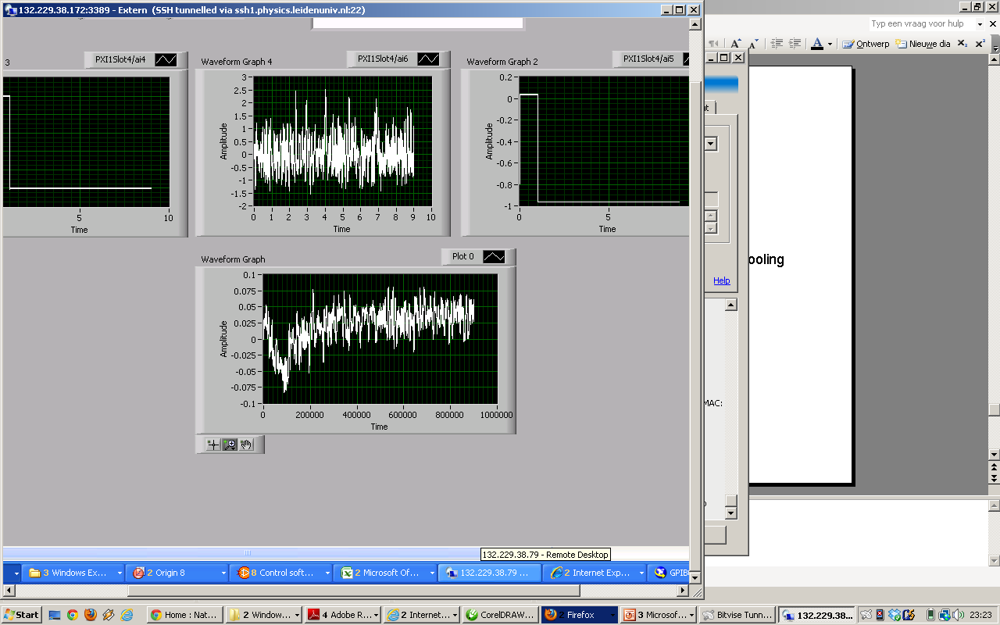 132.229.38.172:3389 - Extern (SSH tunnelled via ssh1.physics.leidenuniv.nl:22)
Typ een vraag voor hulp
Ontwerp
Nieuwe dia
3
PXI1Slot4/ai4
5
10
Time
Waveform Graph 4
PXI1Slot4/ai6
3
2.5
2
1.5
1
0.5
0
-0.5
-1
-1.5
-2
Amplitude
0 1 2 3 4 5 6 7 8 9 10
Time
Waveform Graph 2
PXI1Slot4/ai5
0.2
0
-0.2
-0.4
-0.6
-0.8
-1
Amplitude
0 5
Time
Waveform Graph
Plot 0
0.1
0.075
0.05
0.025
0
-0.025
-0.05
-0.075
-0.1
Amplitude
0 200000 400000 600000 800000 1000000
Time
ooling
Help
MAC:
132.229.38.79 - Remote Desktop
3 Windows Ex...
2 Origin 8
8 Control soft...
2 Microsoft Of...
132.229.38.79 ...
2 Internet Exp...
GPIB
Start
Home : Nat...
2 Window...
4 Adobe R...
2 Internet...
CorelDRAW...
2 Firefox
3 Microsof...
Bitvise Tunn...
132.229.38...
23:23